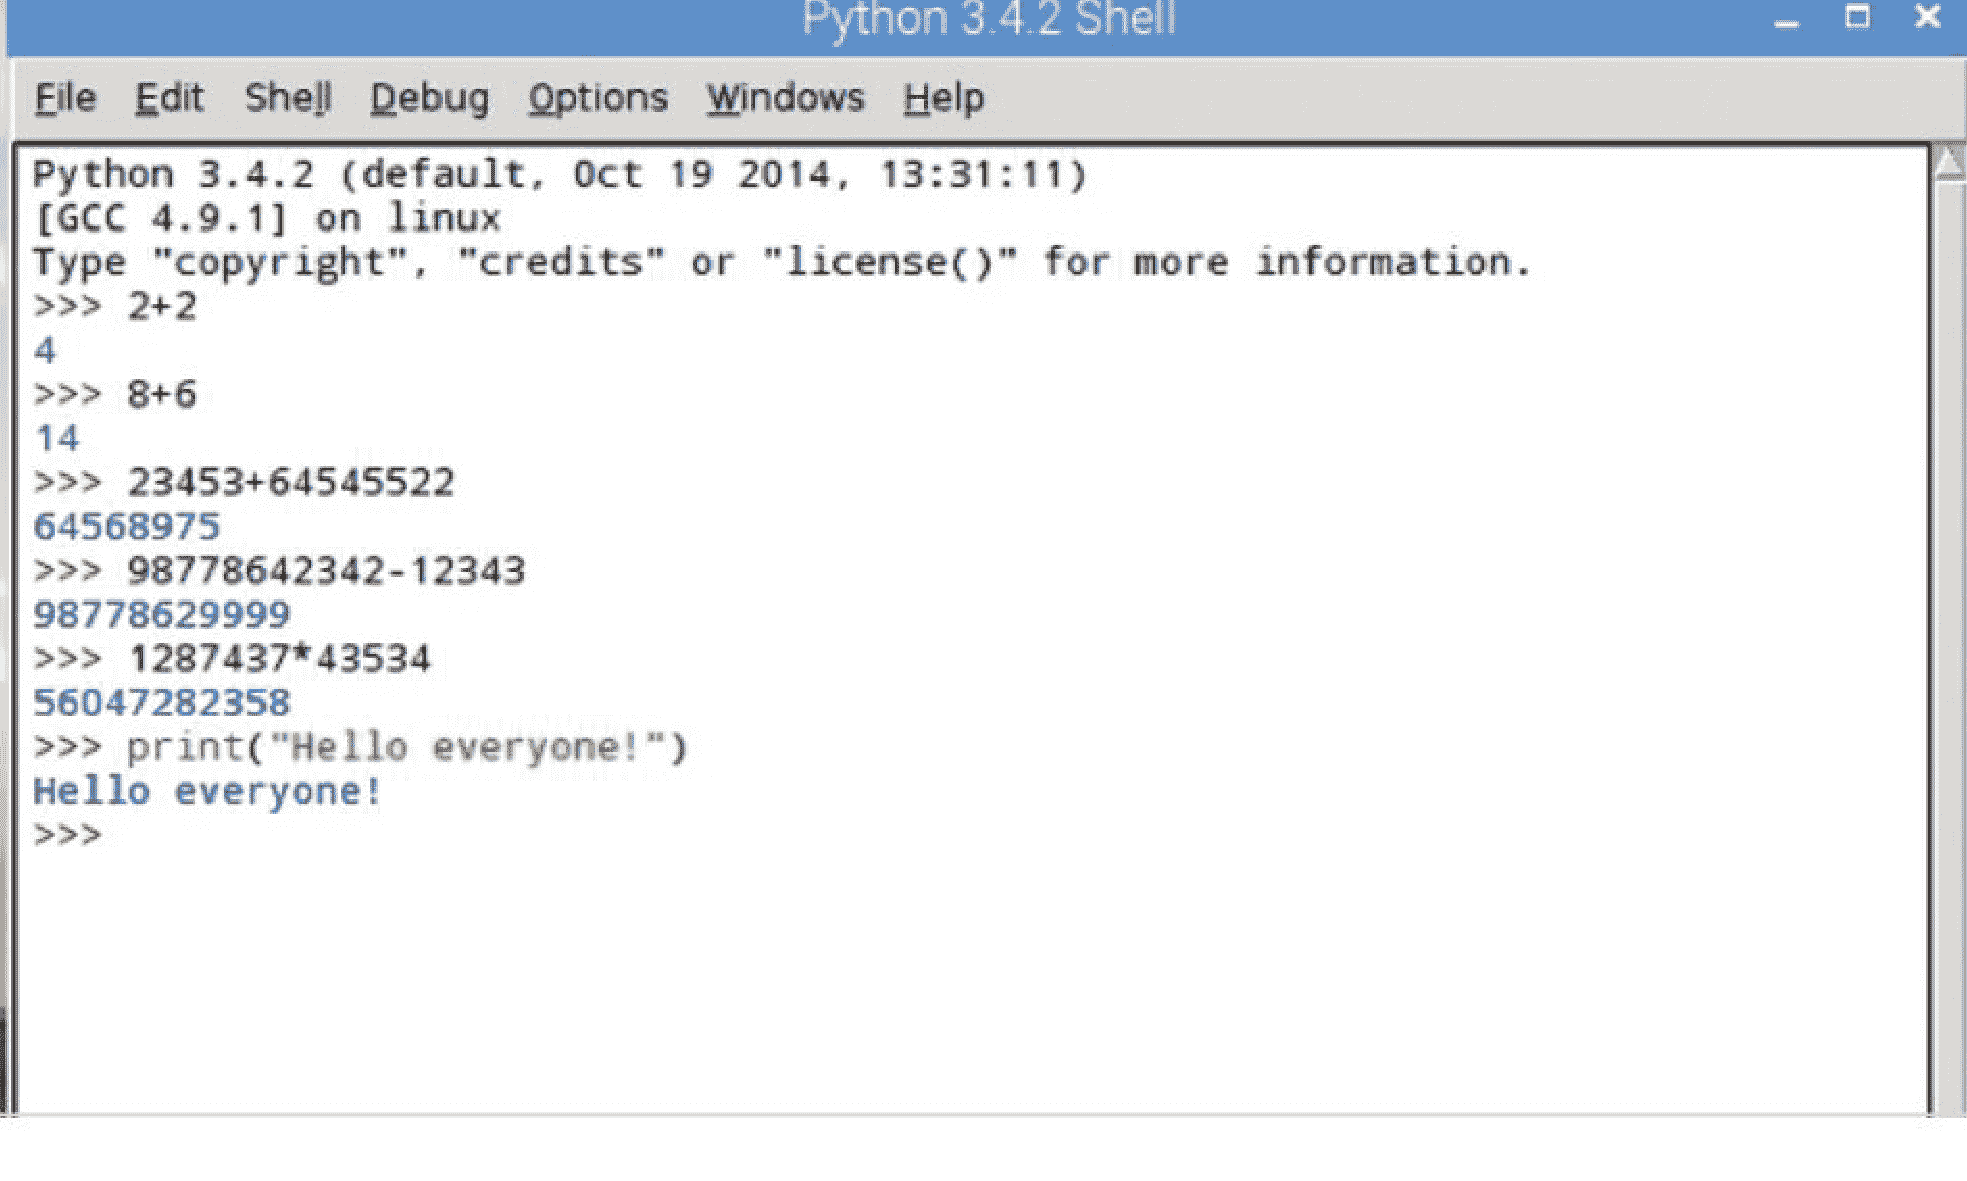 Python 3.4.2 Shell
File Edit Shell Debug Options Windows Help
Python 3.4.2 (default, Oct 19 2014, 13:31:11)
[GCC 4.9.1] on linux
Type "copyright", "credits" or "license()" for more information.
>>> 2+2
4
>>> 8+6
14
>>> 23453+64545522
64568975
>>> 98778642342-12343
98778629999
>>> 1287437*43534
56047282358
>>> print("Hello everyone!")
Hello everyone!
>>>